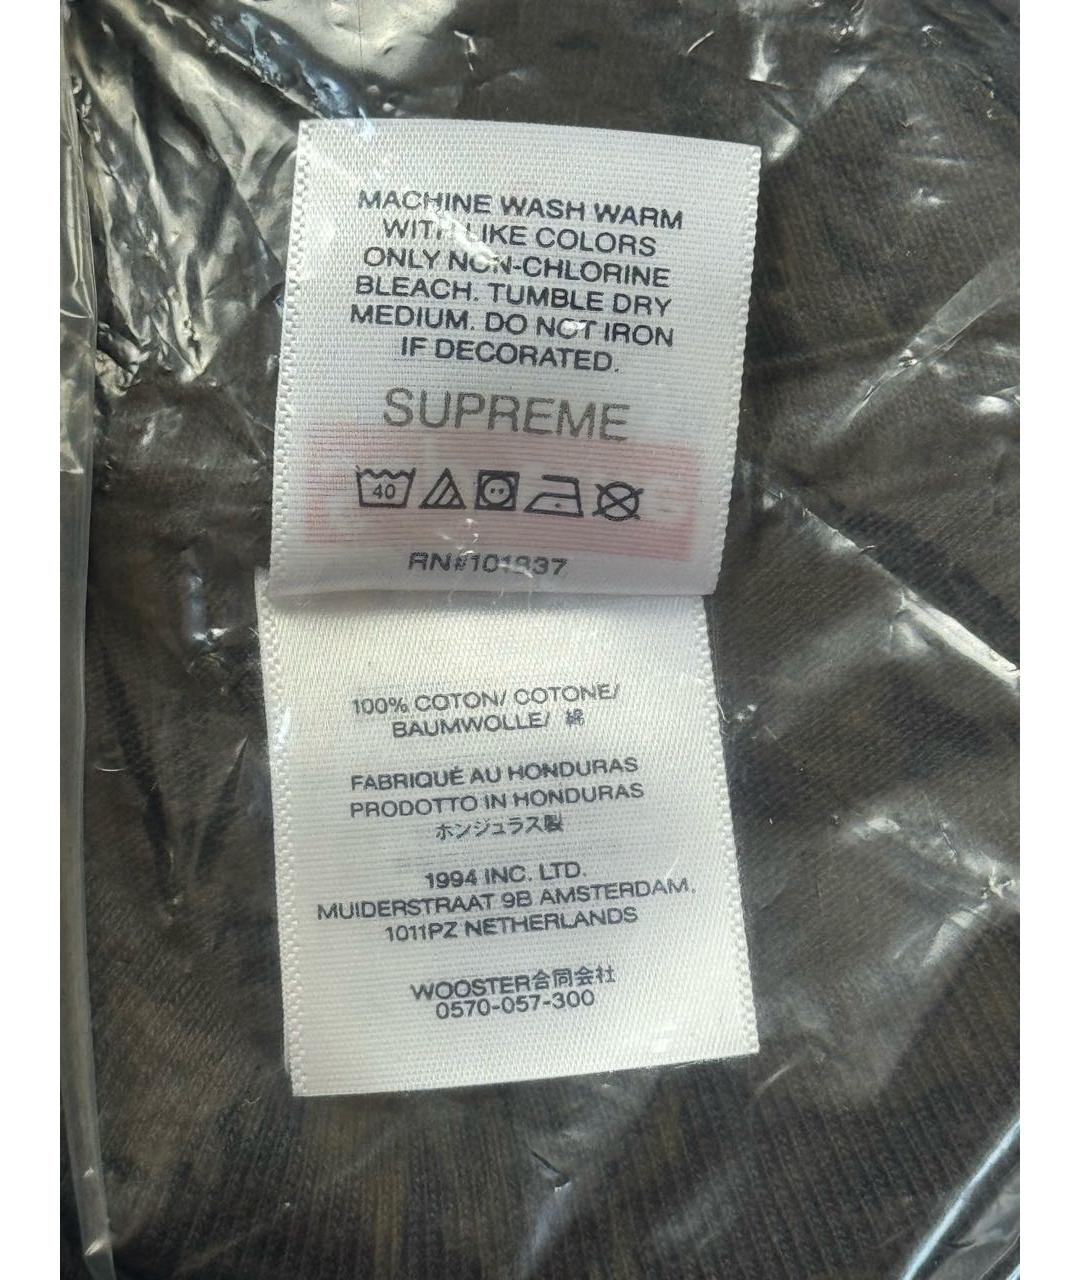 MACHINE WASH WARM
WITH LIKE COLORS
ONLY NON-CHLORINE
BLEACH. TUMBLE DRY
MEDIUM. DO NOT IRON
IF DECORATED.
SUPREME
40
RN#101837
100% COTON/ COTONE/
BAUMWOLLE/ 綿
FABRIQUÉ AU HONDURAS
PRODOTTO IN HONDURAS
ホンジュラス製
1994 INC. LTD.
MUIDERSTRAAT 9B AMSTERDAM,
1011PZ NETHERLANDS
WOOSTER合同会社
0570-057-300